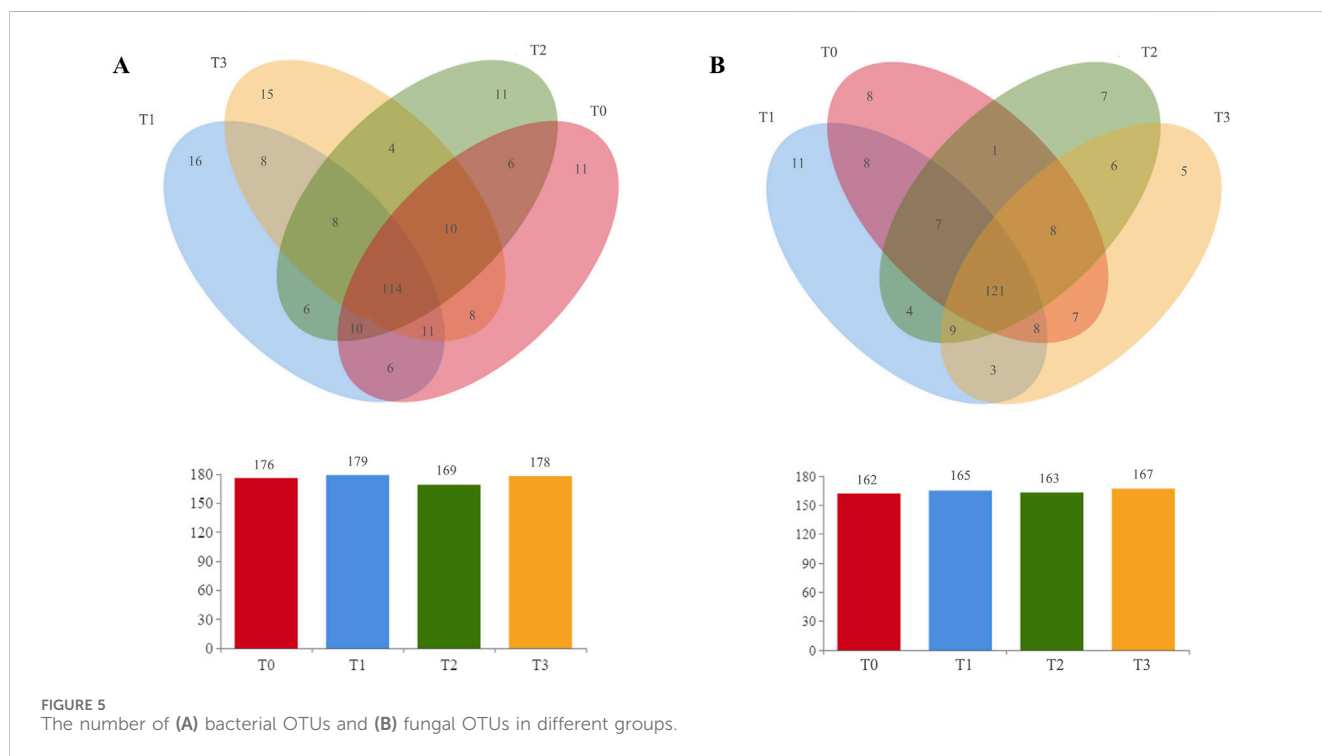 A
B
T3
T2
T1
T0
15
11
16
8
4
6
11
8
10
114
6
10
11
8
6
T0
T2
T1
T3
8
7
11
8
1
6
5
7
8
121
4
9
8
7
3
176
179
169
178
180
150
120
90
60
30
0
T0
T1
T2
T3
162
165
163
167
180
150
120
90
60
30
0
T0
T1
T2
T3
FIGURE 5
The number of (A) bacterial OTUs and (B) fungal OTUs in different groups.